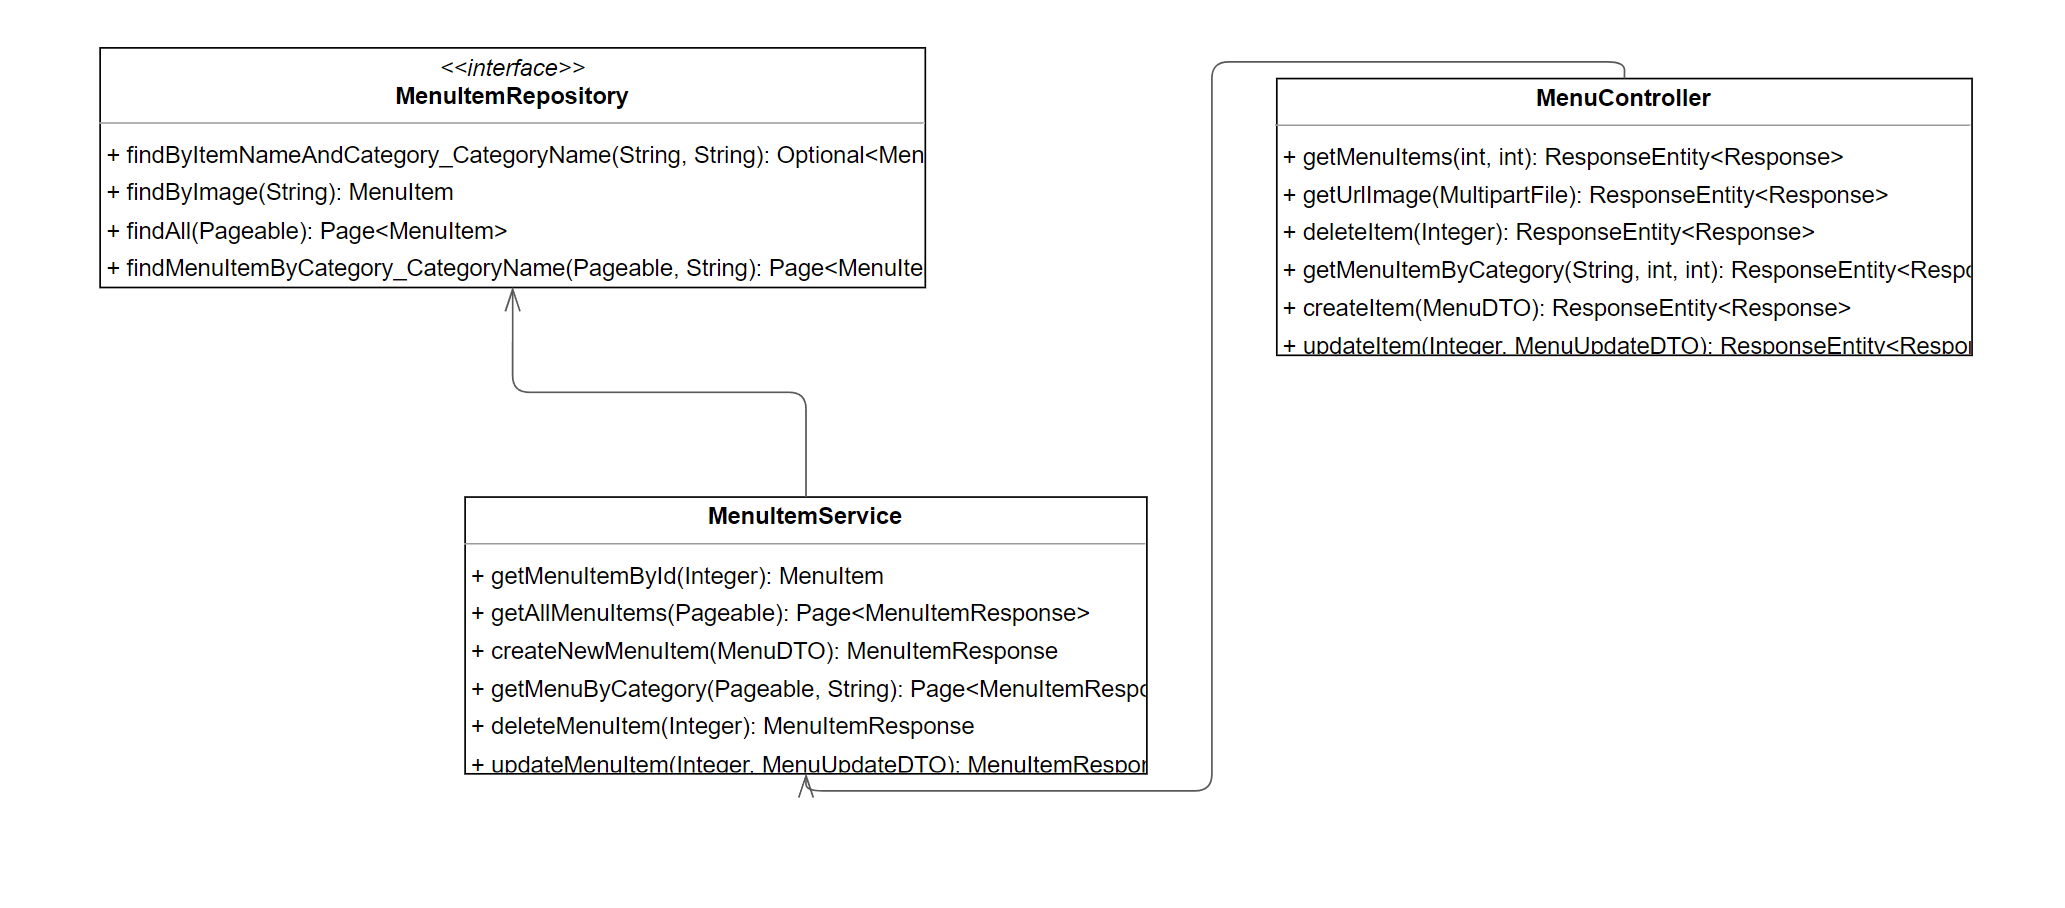 <<interface>>
MenuItemRepository
+ findByItemNameAndCategory_CategoryName(String, String): Optional<Men
+ findByImage(String): MenuItem
+ findAll(Pageable): Page<MenuItem>
+ findMenuItemByCategory_CategoryName(Pageable, String): Page<MenuIte
MenuController
+ getMenuItems(int, int): ResponseEntity<Response>
+ getUrlImage(MultipartFile): ResponseEntity<Response>
+ deleteItem(Integer): ResponseEntity<Response>
+ getMenuItemByCategory(String, int, int): ResponseEntity<Respo
+ createItem(MenuDTO): ResponseEntity<Response>
+ updateItem(Integer, MenuUpdateDTO): ResponseEntity<Respon
MenuItemService
+ getMenuItemById(Integer): MenuItem
+ getAllMenuItems(Pageable): Page<MenuItemResponse>
+ createNewMenuItem(MenuDTO): MenuItemResponse
+ getMenuByCategory(Pageable, String): Page<MenuItemRespo
+ deleteMenuItem(Integer): MenuItemResponse
+ updateMenuItem(Integer, MenuUpdateDTO): MenuItemRespon